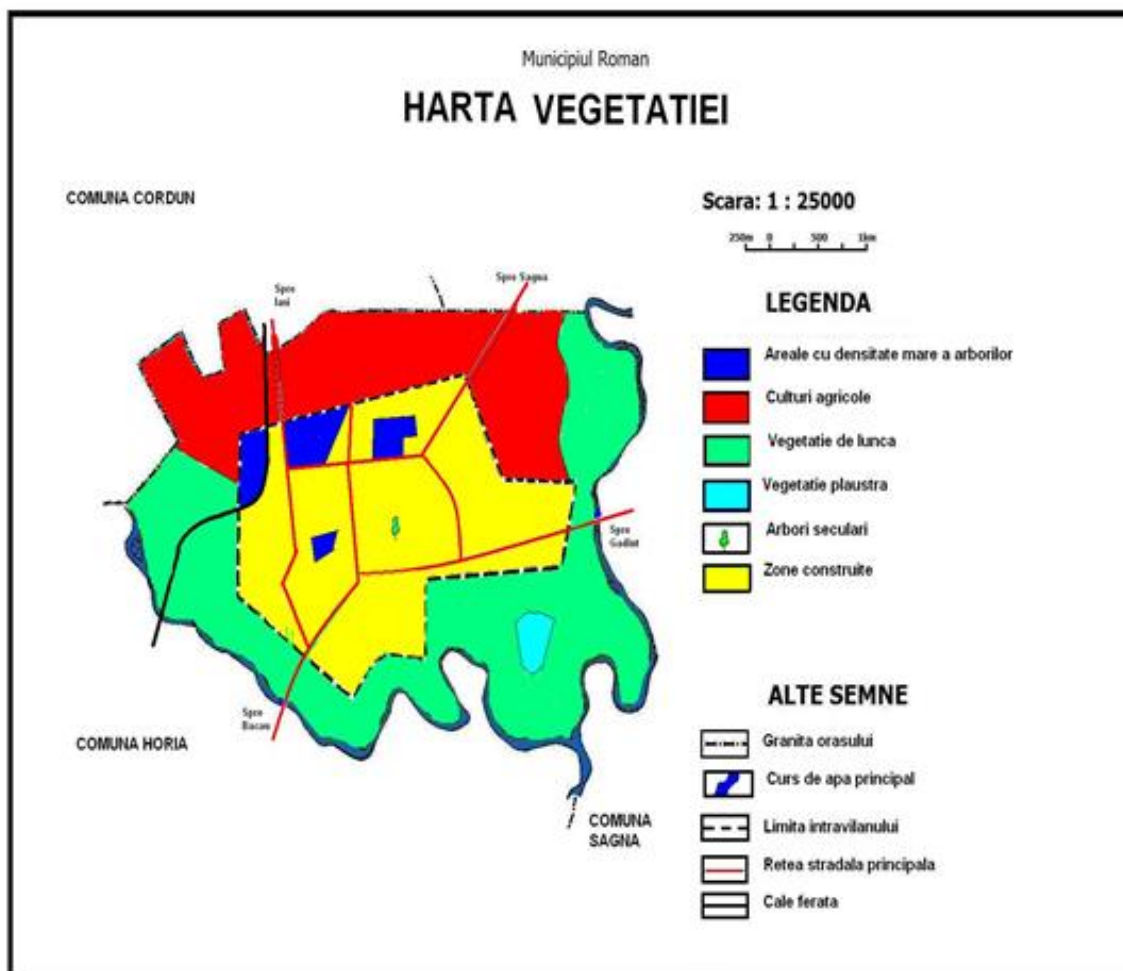 Municipiul Roman
HARTA VEGETATIEI
COMUNA CORDUN
Scara: 1 : 25000
250m 0 500 1km
Spre Sagna
Spre
Iasi
LEGENDA
Areale cu densitate mare a arborilor
Culturi agricole
Vegetatie de lunca
Vegetatie plaustra
Arbori seculari
Zone construite
Spre
Spre
Bacau
COMUNA HORIA
COMUNA
SAGNA
ALTE SEMNE
Granita orasului
Curs de apa principal
Limita intravilanului
Retea stradala principala
Cale ferata